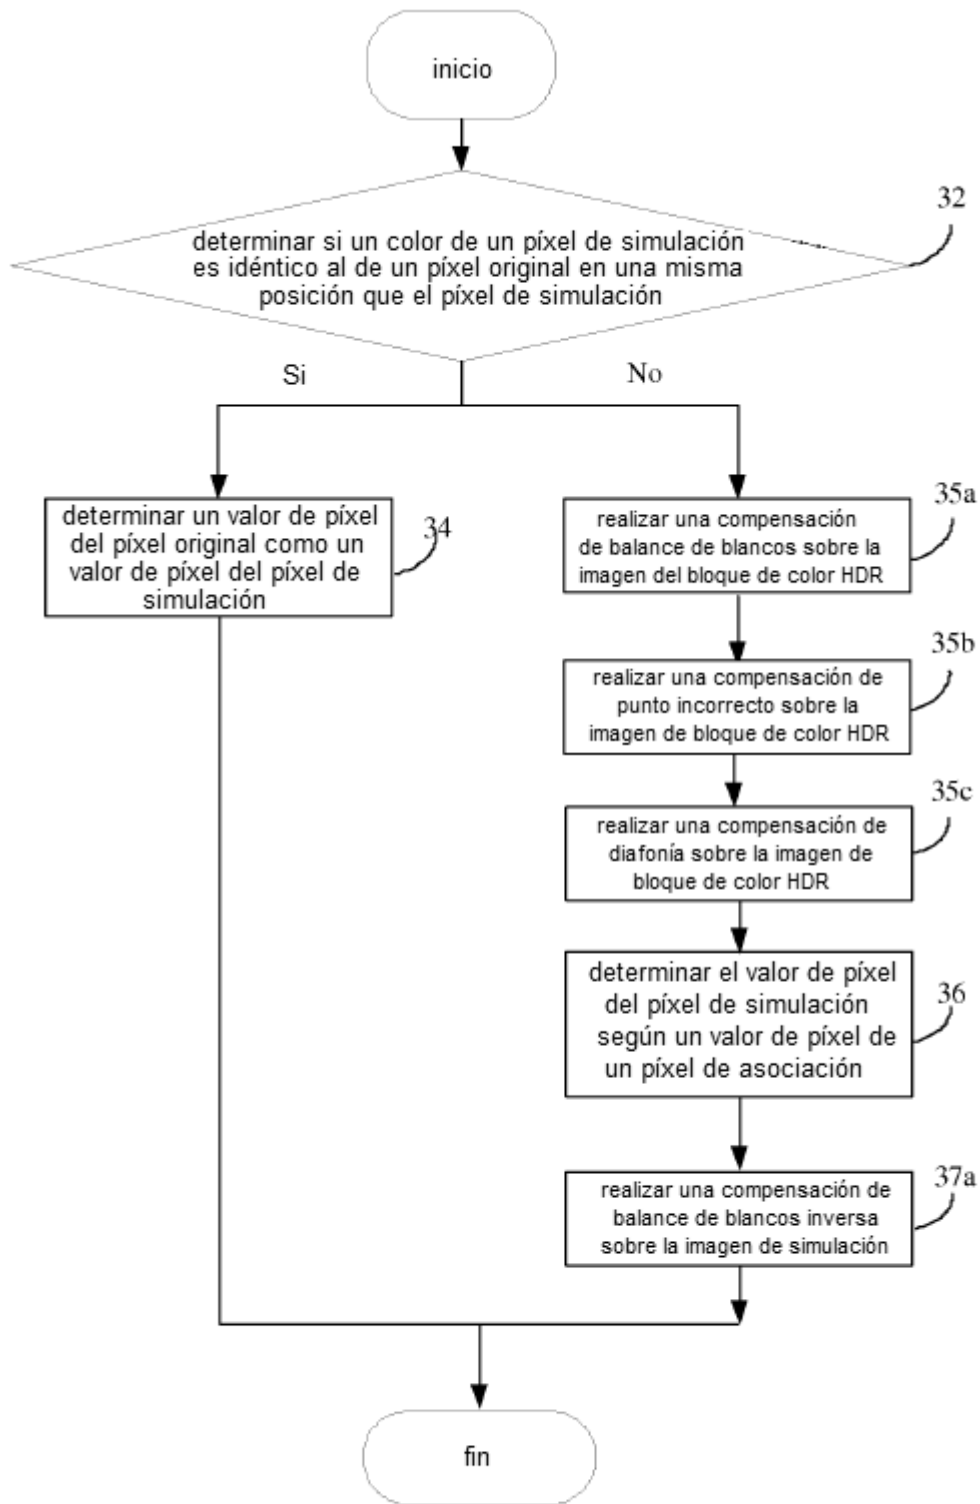 inicio
32
determinar si un color de un píxel de simulación
es idéntico al de un píxel original en una misma
posición que el píxel de simulación
Si
No
determinar un valor de píxel
del píxel original como un
valor de píxel del píxel de
simulación
34
realizar una compensación
de balance de blancos sobre la
imagen del bloque de color HDR
35a
realizar una compensación de
punto incorrecto sobre la
imagen de bloque de color HDR
35b
realizar una compensación de
diafonía sobre la imagen de
bloque de color HDR
35c
determinar el valor de píxel
del píxel de simulación
según un valor de píxel de
un píxel de asociación
36
realizar una compensación de
balance de blancos inversa
sobre la imagen de simulación
37a
fin